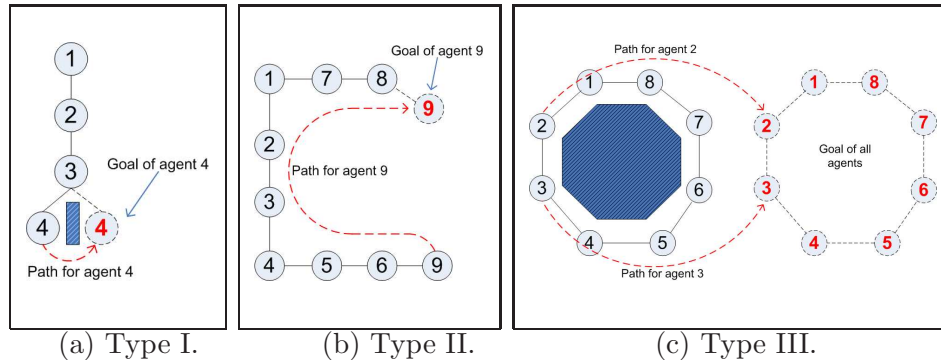 1
2
3
4
4
Goal of agent 4
Path for agent 4
(a) Type I.
Goal of agent 9
1
7
8
9
2
Path for agent 9
3
4
5
6
9
(b) Type II.
Path for agent 2
1
8
2
7
3
6
4
5
Path for agent 3
1
8
2
7
Goal of all
agents
3
6
4
5
(c) Type III.